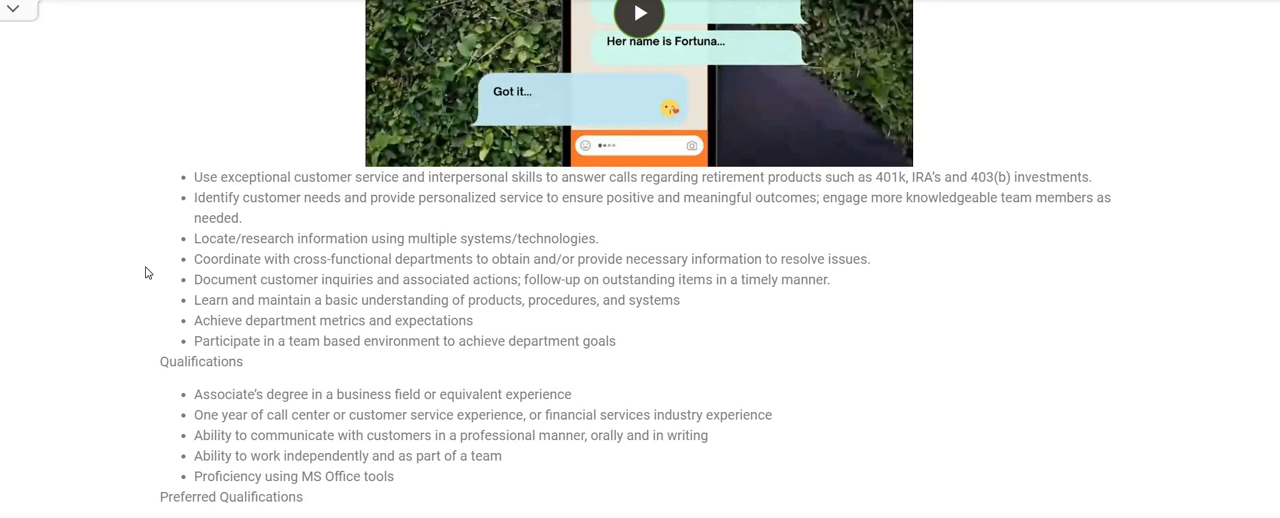 Her name is Fortuna...
Got it...
Use exceptional customer service and interpersonal skills to answer calls regarding retirement products such as 401k, IRA's and 403(b) investments.
Identify customer needs and provide personalized service to ensure positive and meaningful outcomes; engage more knowledgeable team members as
needed.
Locate/research information using multiple systems/technologies.
Coordinate with cross-functional departments to obtain and/or provide necessary information to resolve issues.
Document customer inquiries and associated actions; follow-up on outstanding items in a timely manner.
Learn and maintain a basic understanding of products, procedures, and systems
Achieve department metrics and expectations
Participate in a team based environment to achieve department goals
Qualifications
Associate's degree in a business field or equivalent experience
One year of call center or customer service experience, or financial services industry experience
Ability to communicate with customers in a professional manner, orally and in writing
Ability to work independently and as part of a team
Proficiency using MS Office tools
Preferred Qualifications